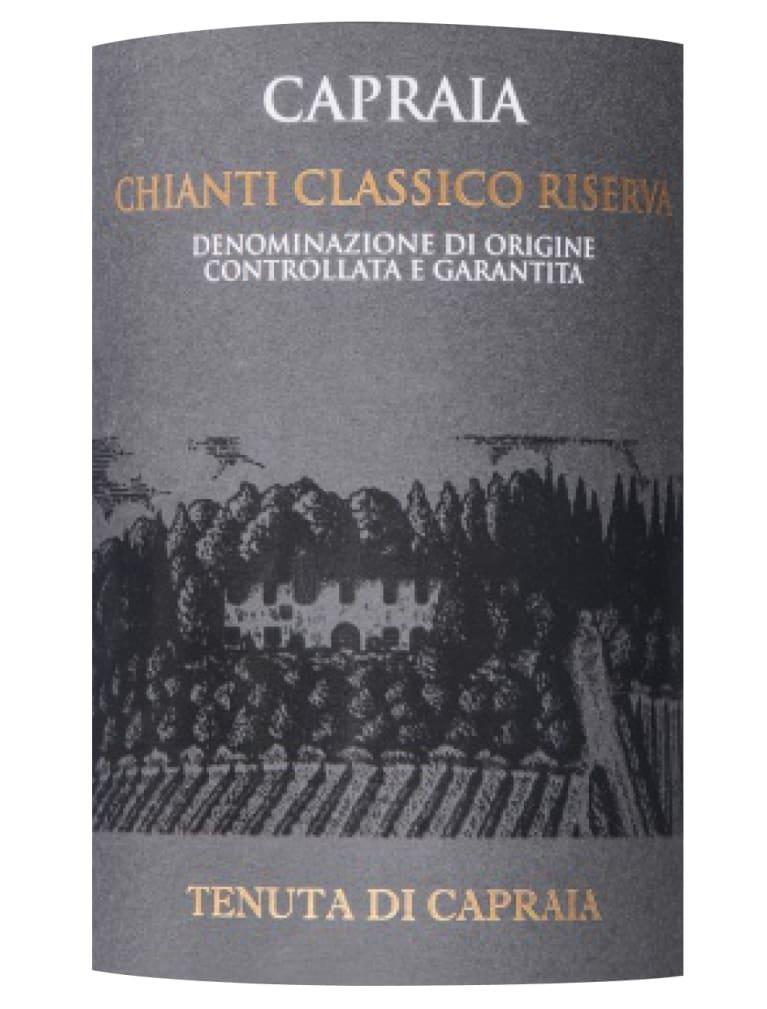 CAPRAIA
CHIANTI CLASSICO RISERVA
DENOMINAZIONE DI ORIGINE
CONTROLLATA E GARANTITA
TENUTA DI CAPRAIA